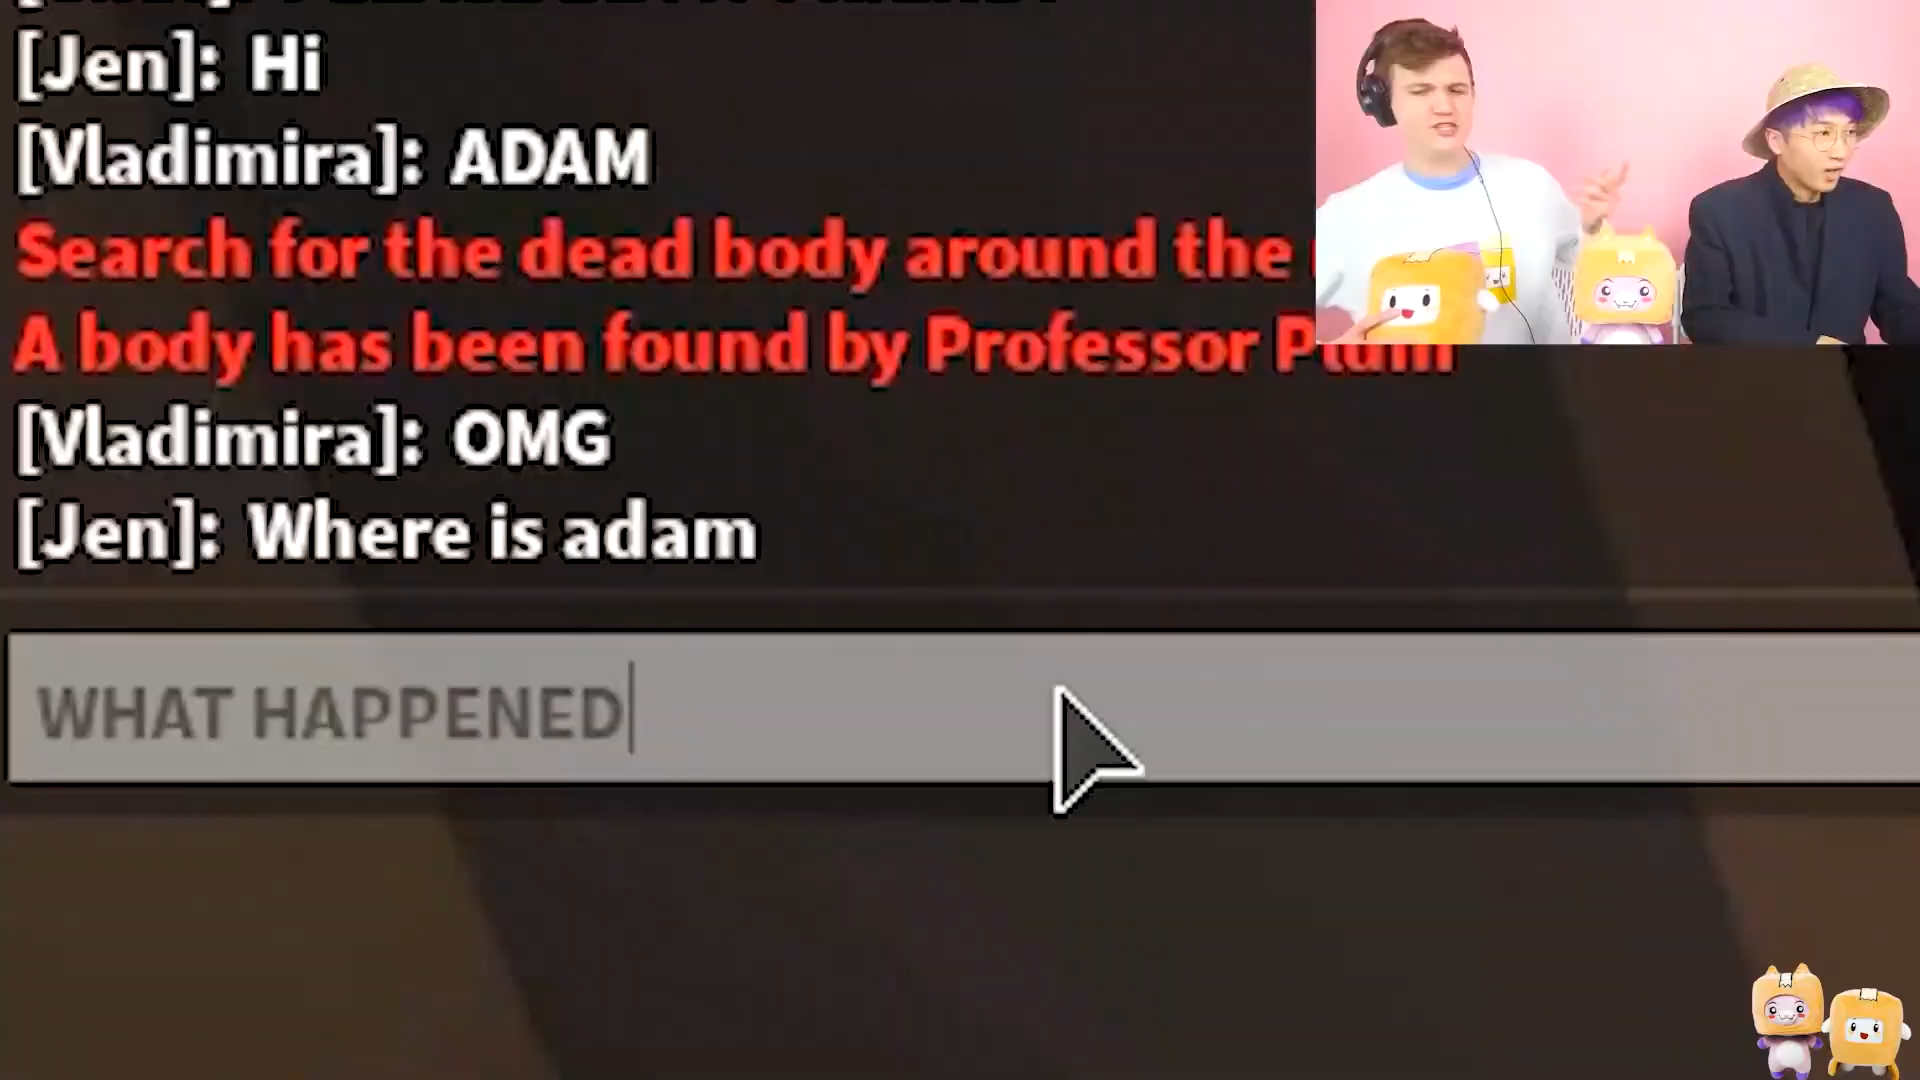 [Jen]: Hi
[Vladimira]: ADAM
Search for the dead body around the
A body has been found by Professor Plum
[Vladimira]: OMG
[Jen]: Where is adam
WHAT HAPPENED